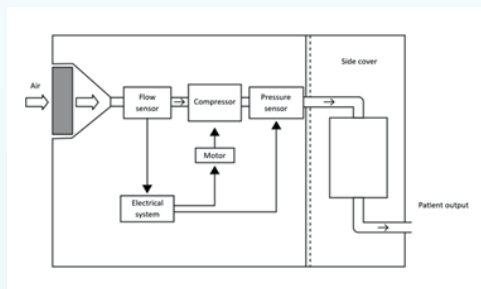 Side cover
Air
Flow
sensor
Compressor
Pressure
sensor
Motor
Electrical
system
Patient output